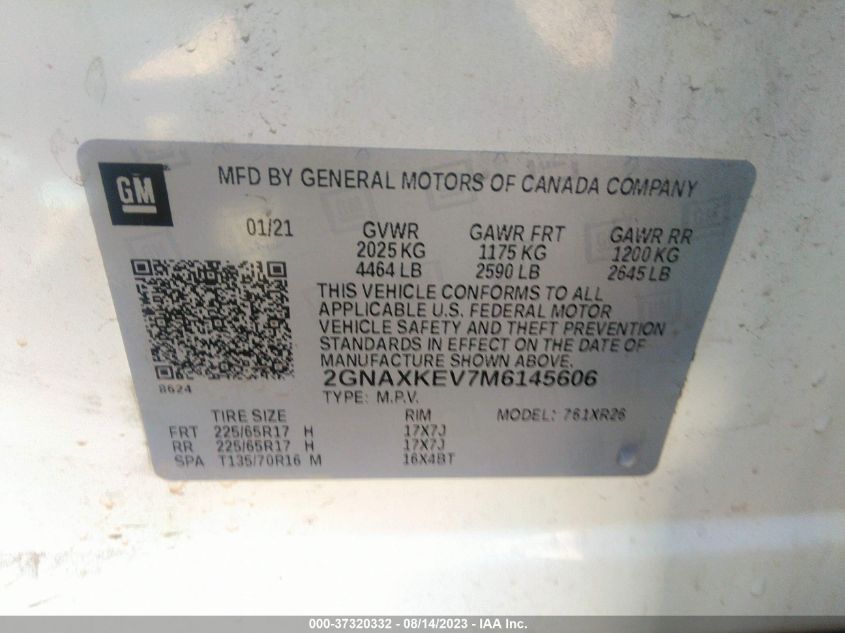 GM
MFD BY GENERAL MOTORS OF CANADA COMPANY
01/21 GVWR GAWR FRT GAWR RR
2025 KG 1175 KG 1200 KG
4464 LB 2590 LB 2645 LB
THIS VEHICLE CONFORMS TO ALL
APPLICABLE U.S. FEDERAL MOTOR
VEHICLE SAFETY AND THEFT PREVENTION
STANDARDS IN EFFECT ON THE DATE OF
MANUFACTURE SHOWN ABOVE.
8624 2GNAXKEV7M6145606
TYPE: M.P.V.
TIRE SIZE RIM MODEL: 761XR26
FRT 225/65R17 H 17X7J
RR 225/65R17 H 17X7J
SPA T135/70R16 M 16X4BT
000-37320332 - 08/14/2023 - IAA Inc.